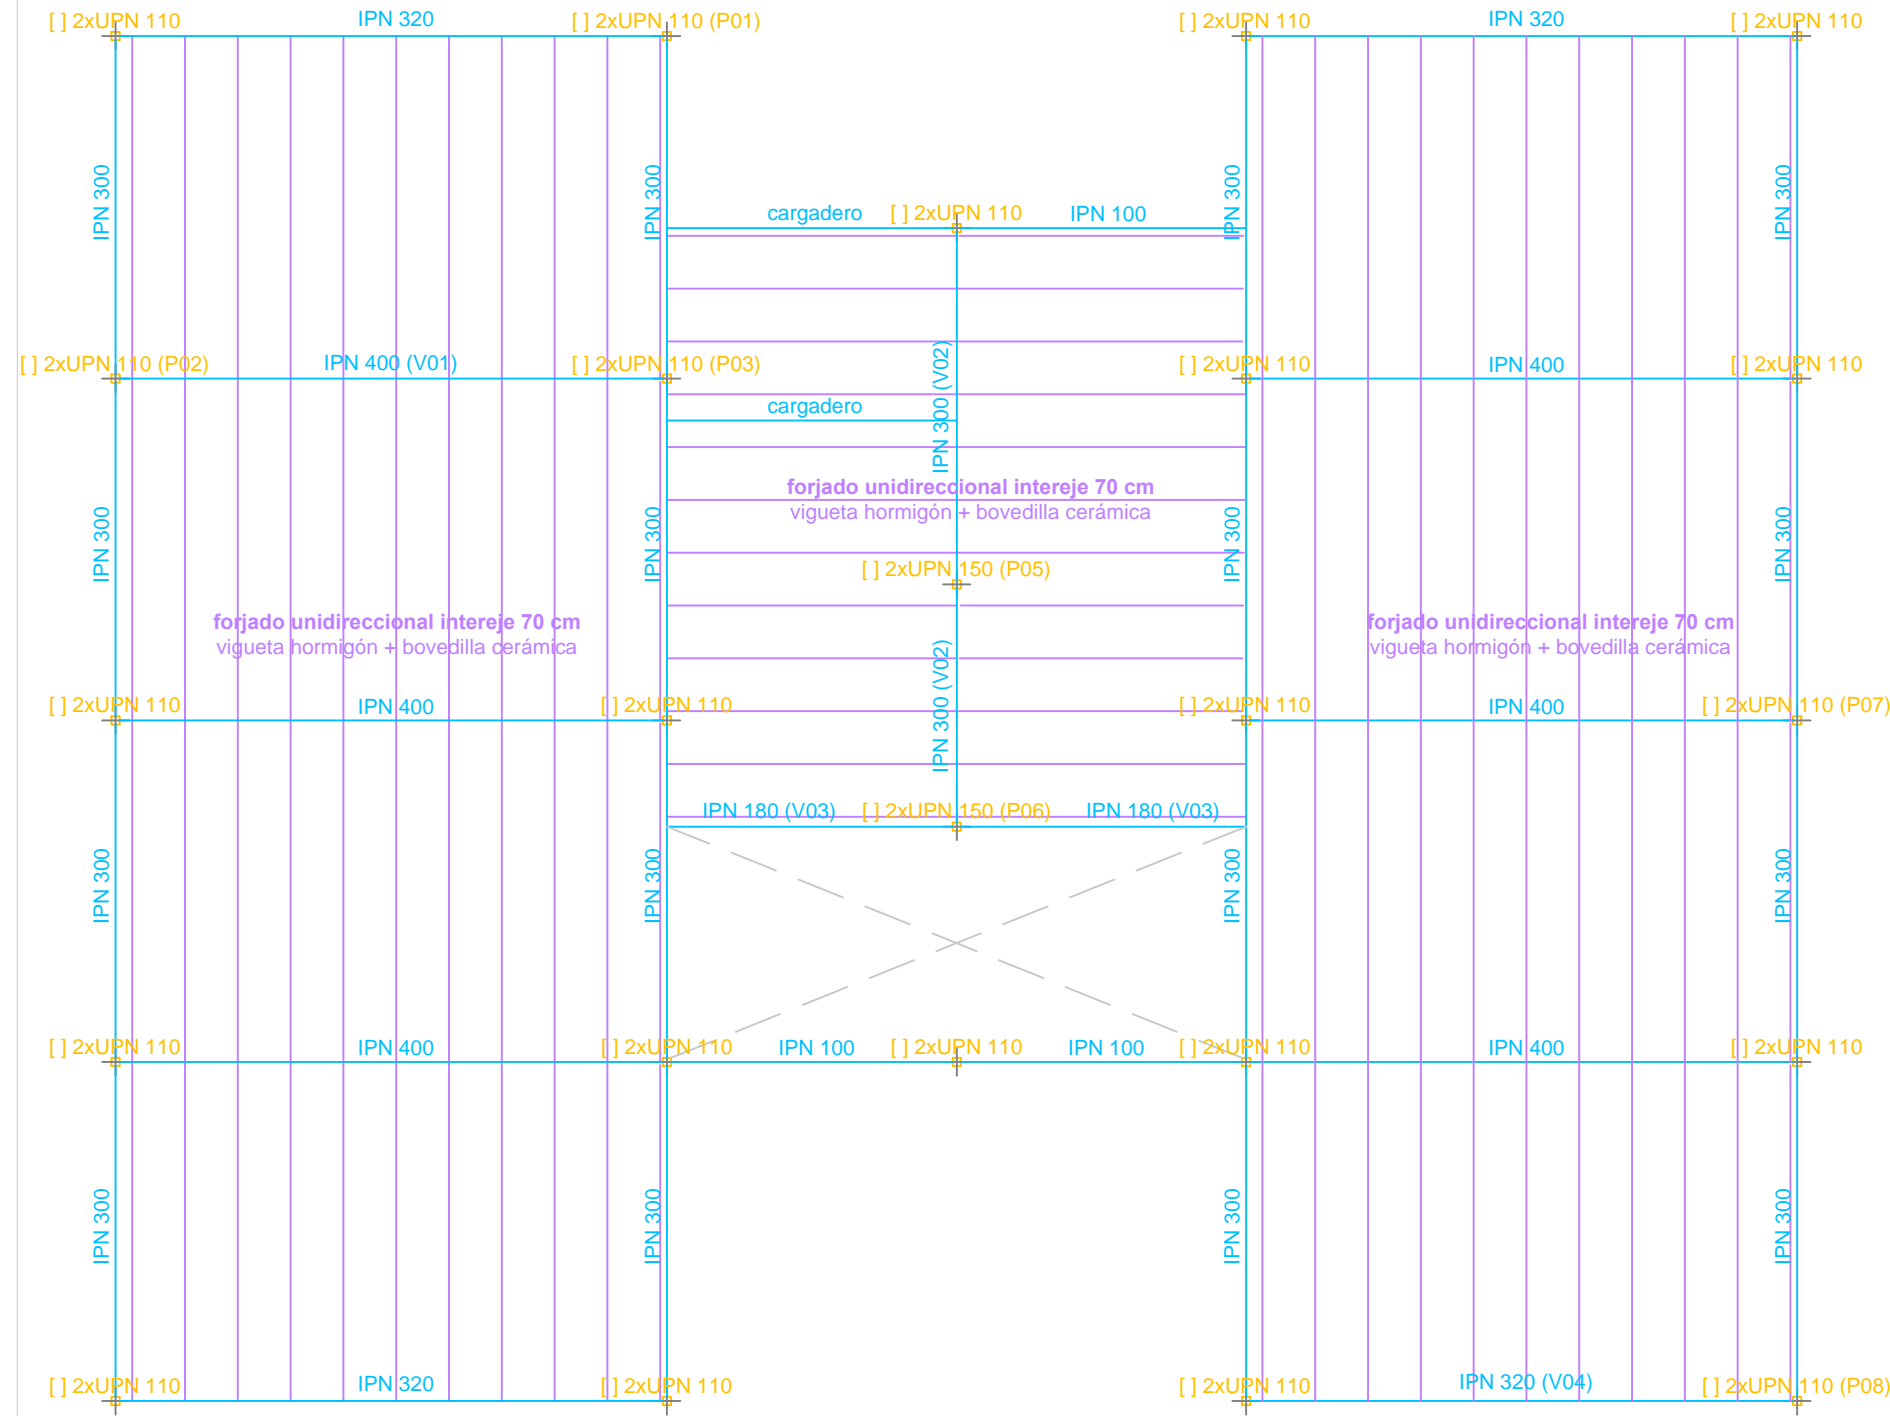 [ ] 2xUPN 110
IPN 320
[ ] 2xUPN 110 (P01)
[ ] 2xUPN 110
IPN 320
[ ] 2xUPN 110
IPN 300
IPN 300
IPN 300
IPN 300
cargadero
[ ] 2xUPN 110
IPN 100
[ ] 2xUPN 110 (P02)
IPN 400 (V01)
[ ] 2xUPN 110 (P03)
[ ] 2xUPN 110
IPN 400
[ ] 2xUPN 110
cargadero
IPN 300 (V02)
forjado unidireccional intereje 70 cm
vigueta hormigón + bovedilla cerámica
IPN 300
IPN 300
IPN 300
IPN 300
[ ] 2xUPN 150 (P05)
forjado unidireccional intereje 70 cm
vigueta hormigón + bovedilla cerámica
forjado unidireccional intereje 70 cm
vigueta hormigón + bovedilla cerámica
IPN 300 (V02)
[ ] 2xUPN 110
IPN 400
[ ] 2xUPN 110
[ ] 2xUPN 110
IPN 400
[ ] 2xUPN 110 (P07)
IPN 180 (V03)
[ ] 2xUPN 150 (P06)
IPN 180 (V03)
IPN 300
IPN 300
IPN 300
IPN 300
[ ] 2xUPN 110
IPN 400
[ ] 2xUPN 110
IPN 100
[ ] 2xUPN 110
IPN 100
[ ] 2xUPN 110
IPN 400
[ ] 2xUPN 110
IPN 300
IPN 300
IPN 300
IPN 300
[ ] 2xUPN 110
IPN 320
[ ] 2xUPN 110
[ ] 2xUPN 110
IPN 320 (V04)
[ ] 2xUPN 110 (P08)